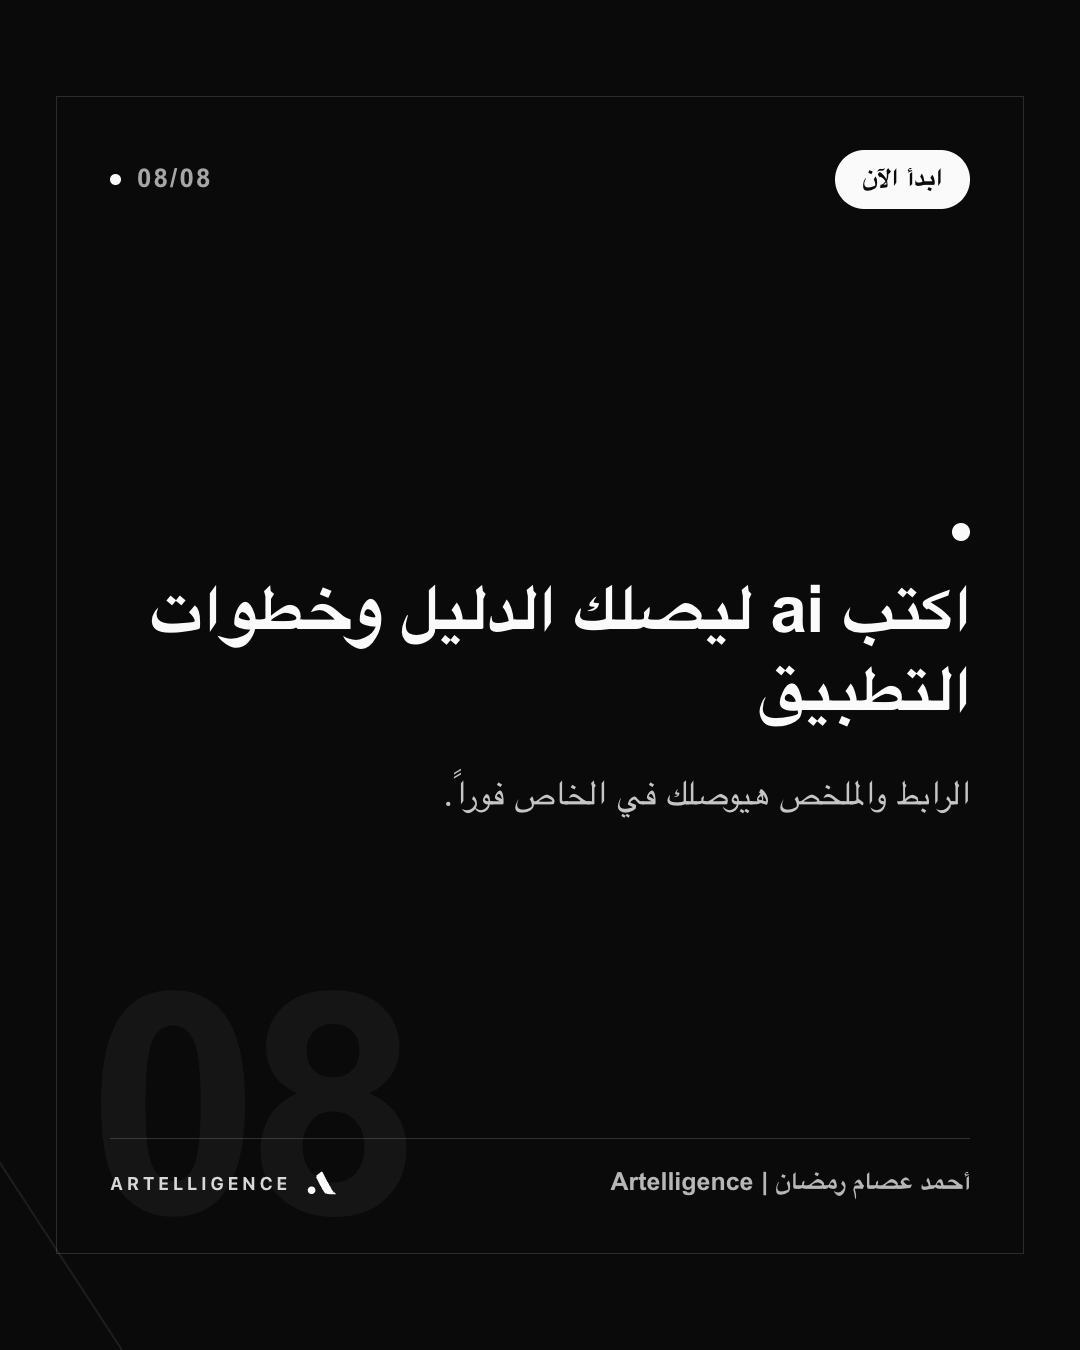 ابدأ الآن
08/08
اكتب ai ليصلك الدليل وخطوات
التطبيق
الرابط والملخص هيوصلك في الخاص فوراً.
08
أحمد عصام رمضان | Artelligence
ARTELLIGENCE